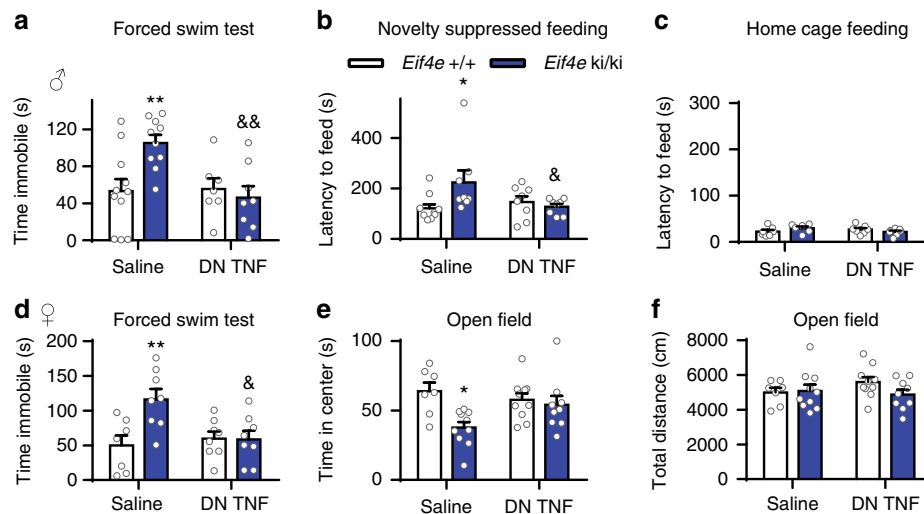 a Forced swim test
Novelty suppressed feeding
Eif4e +/+ Eif4e ki/ki
c Home cage feeding
b
♂
Time immobile (s)
120
80
40
0
**
&&
Saline DN TNF
Latency to feed (s)
400
200
0
*
&
Saline DN TNF
Latency to feed (s)
300
200
100
0
Saline DN TNF
d ♀ Forced swim test
Time immobile (s)
200
150
100
50
0
**
&
Saline DN TNF
e Open field
Time in center (s)
100
50
0
*
Saline DN TNF
f Open field
Total distance (cm)
8000
6000
4000
2000
0
Saline DN TNF